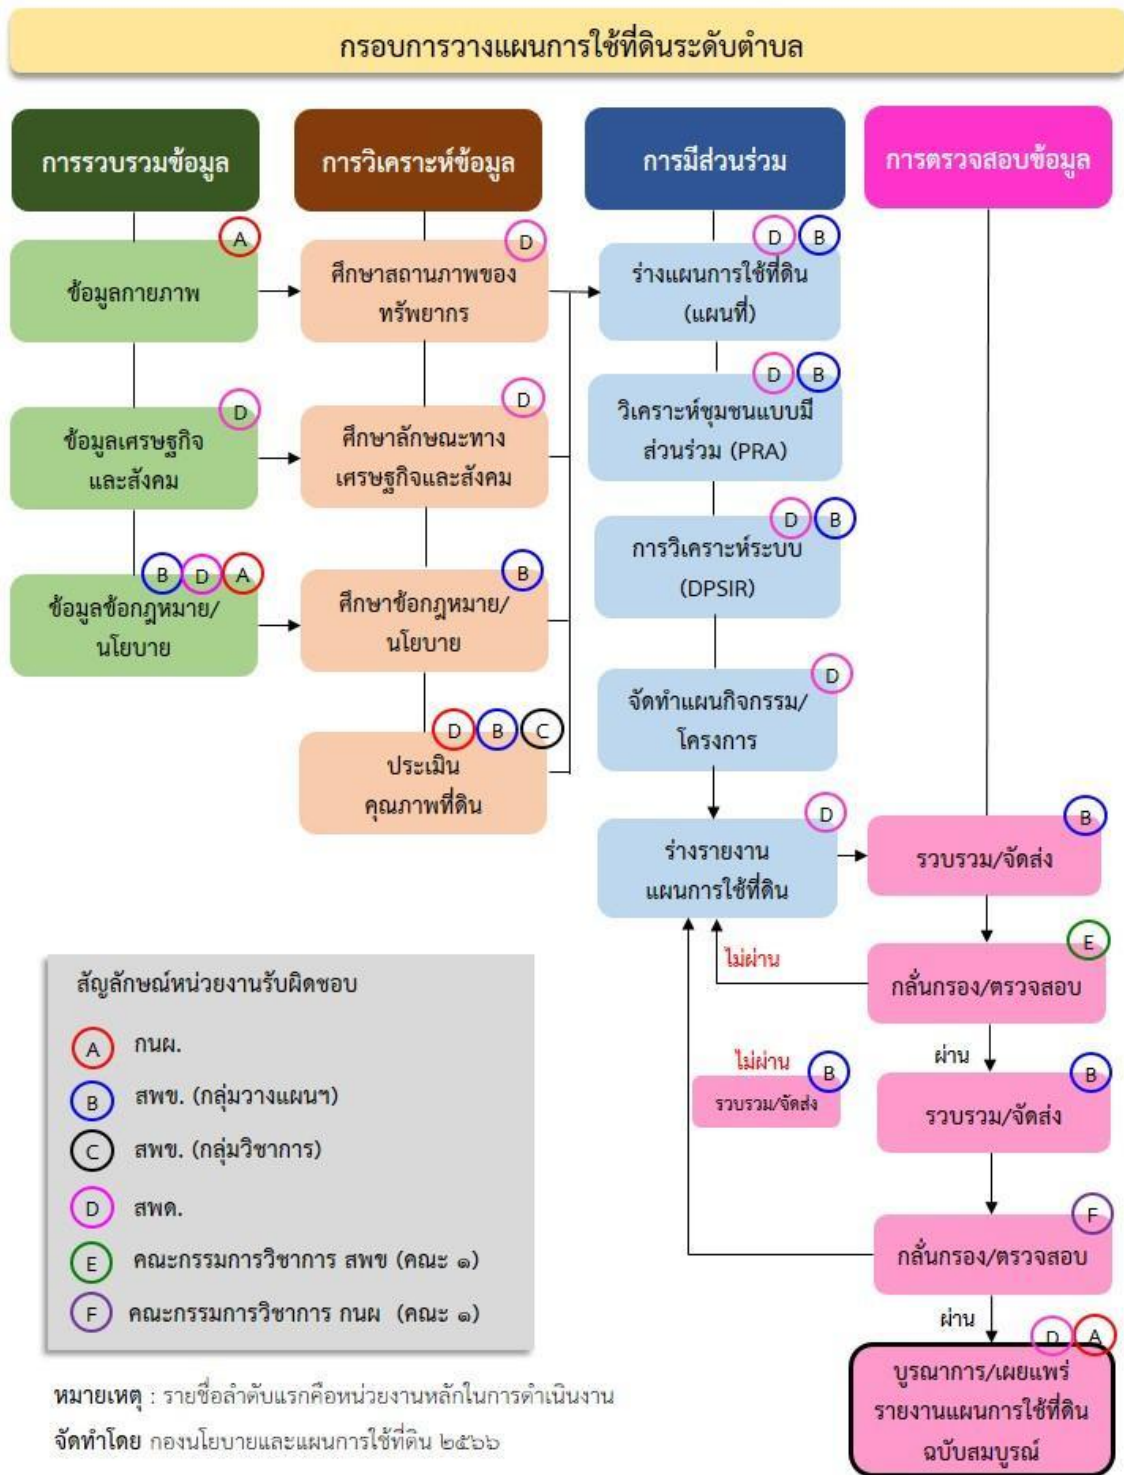 กรอบการวางแผนการใช้ที่ดินระดับตำบล
การรวบรวมข้อมูล
การวิเคราะห์ข้อมูล
การมีส่วนร่วม
การตรวจสอบข้อมูล
A
ข้อมูลกายภาพ
D
ศึกษาสถานภาพของ
ทรัพยากร
D B
ร่างแผนการใช้ที่ดิน
(แผนที่)
D
ข้อมูลเศรษฐกิจ
และสังคม
D
ศึกษาลักษณะทาง
เศรษฐกิจและสังคม
D B
วิเคราะห์ชุมชนแบบมี
ส่วนร่วม (PRA)
D B
การวิเคราะห์ระบบ
(DPSIR)
B D A
ข้อมูลข้อกฎหมาย/
นโยบาย
B
ศึกษาข้อกฎหมาย/
นโยบาย
D
จัดทำแผนกิจกรรม/
โครงการ
D B C
ประเมิน
คุณภาพที่ดิน
D
ร่างรายงาน
แผนการใช้ที่ดิน
B
รวบรวม/จัดส่ง
E
กลั่นกรอง/ตรวจสอบ
ไม่ผ่าน
ผ่าน
ไม่ผ่าน
B
รวบรวม/จัดส่ง
B
รวบรวม/จัดส่ง
F
กลั่นกรอง/ตรวจสอบ
ผ่าน
D A
บูรณาการ/เผยแพร่
รายงานแผนการใช้ที่ดิน
ฉบับสมบูรณ์
สัญลักษณ์หน่วยงานรับผิดชอบ
A กนผ.
B สพข. (กลุ่มวางแผนฯ)
C สพข. (กลุ่มวิชาการ)
D สพด.
E คณะกรรมการวิชาการ สพข (คณะ ๑)
F คณะกรรมการวิชาการ กนผ (คณะ ๑)
หมายเหตุ : รายชื่อลำดับแรกคือหน่วยงานหลักในการดำเนินงาน
จัดทำโดย กองนโยบายและแผนการใช้ที่ดิน ๒๕๖๖